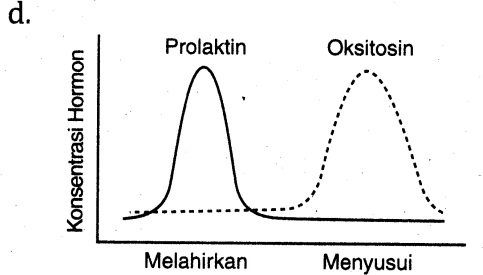 d.
Prolaktin
Oksitosin
Konsentrasi Hormon
Melahirkan
Menyusui